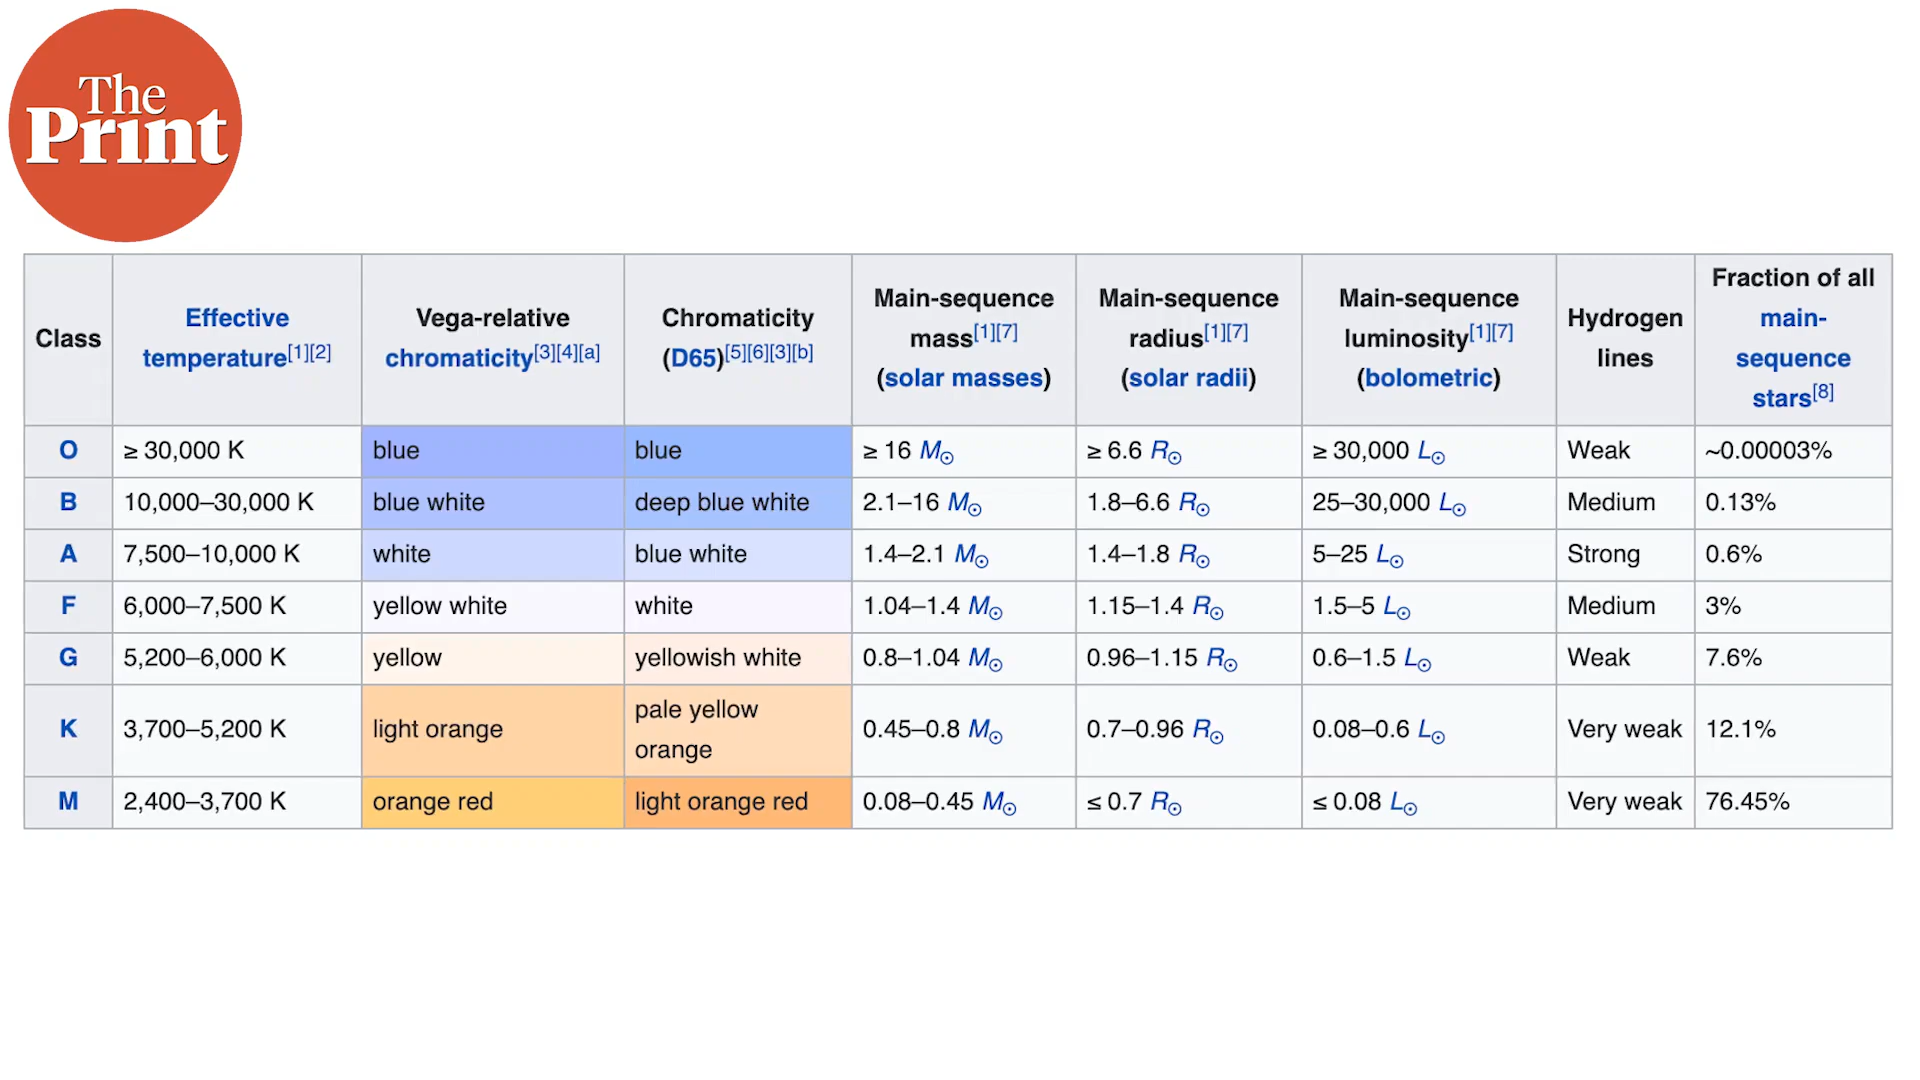 The
Print
Class
Effective
temperature[1][2]
Vega-relative
chromaticity[3][4][a]
Chromaticity
(D65)[5][6][3][b]
Main-sequence
mass[1][7]
(solar masses)
Main-sequence
radius[1][7]
(solar radii)
Main-sequence
luminosity[1][7]
(bolometric)
Hydrogen
lines
Fraction of all
main-
sequence
stars[8]
O ≥ 30,000 K blue blue ≥ 16 M☉ ≥ 6.6 R☉ ≥ 30,000 L☉ Weak ~0.00003%
B 10,000–30,000 K blue white deep blue white 2.1–16 M☉ 1.8–6.6 R☉ 25–30,000 L☉ Medium 0.13%
A 7,500–10,000 K white blue white 1.4–2.1 M☉ 1.4–1.8 R☉ 5–25 L☉ Strong 0.6%
F 6,000–7,500 K yellow white white 1.04–1.4 M☉ 1.15–1.4 R☉ 1.5–5 L☉ Medium 3%
G 5,200–6,000 K yellow yellowish white 0.8–1.04 M☉ 0.96–1.15 R☉ 0.6–1.5 L☉ Weak 7.6%
K 3,700–5,200 K light orange pale yellow
orange 0.45–0.8 M☉ 0.7–0.96 R☉ 0.08–0.6 L☉ Very weak 12.1%
M 2,400–3,700 K orange red light orange red 0.08–0.45 M☉ ≤ 0.7 R☉ ≤ 0.08 L☉ Very weak 76.45%